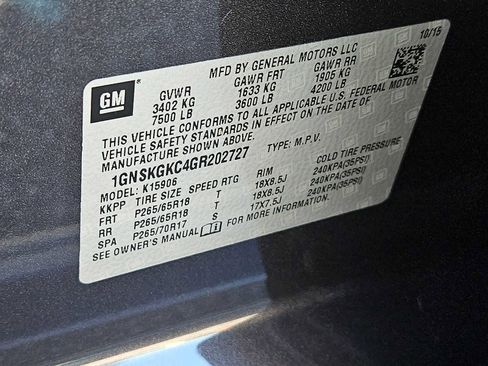 GM
MFD BY GENERAL MOTORS LLC
10/15
GVWR GAWR FRT GAWR RR
3402 KG 1633 KG 1905 KG
7500 LB 3600 LB 4200 LB
THIS VEHICLE CONFORMS TO ALL APPLICABLE U.S. FEDERAL MOTOR
VEHICLE SAFETY STANDARDS IN EFFECT ON THE DATE OF
MANUFACTURE SHOWN ABOVE.
1GNSKGKC4GR202727 TYPE: M.P.V.
MODEL: K15906
KKPP TIRE SIZE SPEED RTG RIM COLD TIRE PRESSURE
FRT P265/65R18 T 18X8.5J 240KPA(35PSI)
RR P265/65R18 T 18X8.5J 240KPA(35PSI)
SPA P265/70R17 S 17X7.5J 240KPA(35PSI)
SEE OWNER'S MANUAL FOR MORE INFORMATION.